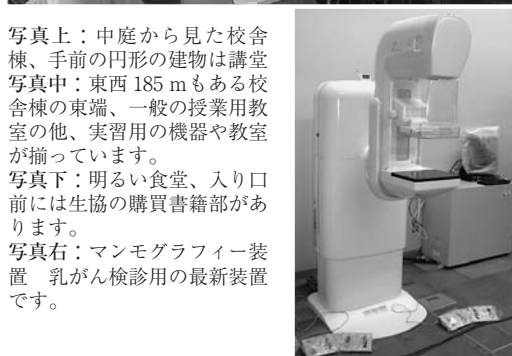 写真上：中庭から見た校舎
棟、手前の円形の建物は講堂
写真中：東西 185 mもある校
舎棟の東端、一般の授業用教
室の他、実習用の機器や教室
が揃っています。
写真下：明るい食堂、入り口
前には生協の購買書籍部があ
ります。
写真右：マンモグラフィー装
置　乳がん検診用の最新装置
です。